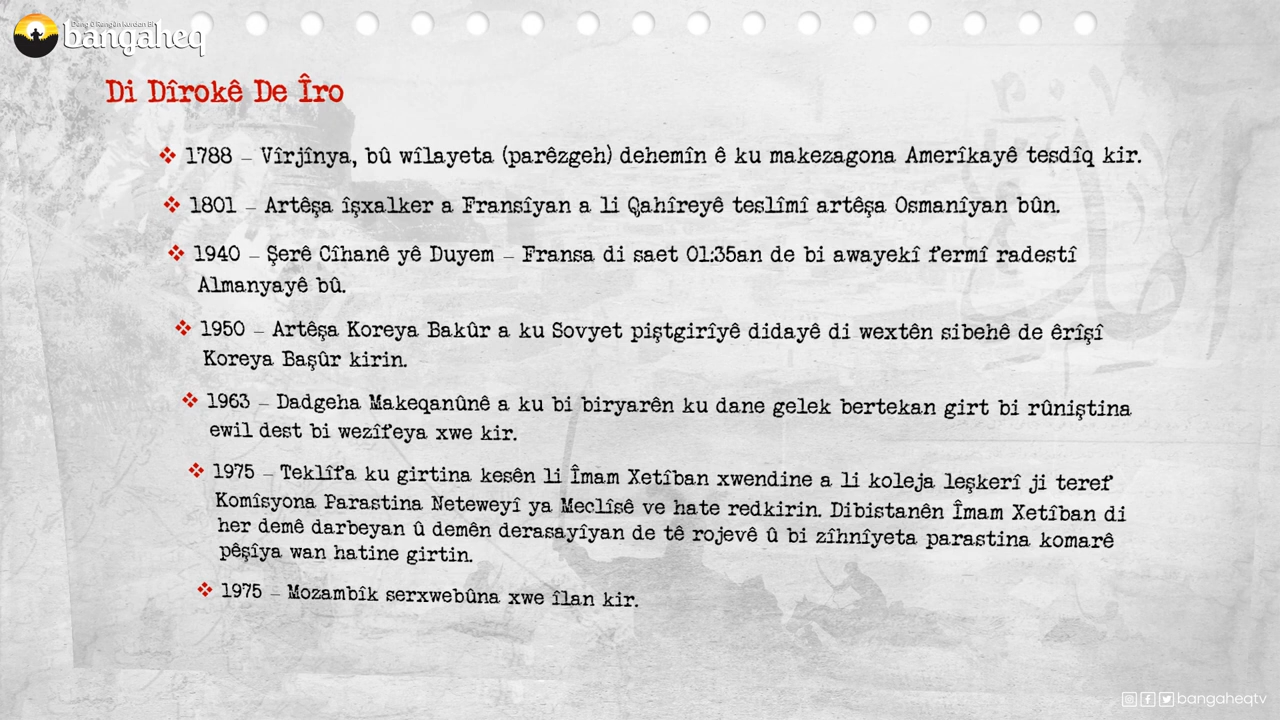 Deng û Rengên Kurdan Bi
bangaheq
Di Dîrokê De Îro
1788 – Vîrjînya, bû wîlayeta (parêzgeh) dehemîn ê ku makezagona Amerîkayê tesdîq kir.
1801 – Artêşa îşxalker a Fransîyan a li Qahîreyê teslîmî artêşa Osmanîyan bûn.
1940 – Şerê Cîhanê yê Duyem – Fransa di saet 01:35an de bi awayekî fermî radestî
Almanyayê bû.
1950 – Artêşa Koreya Bakûr a ku Sovyet piştgirîyê didayê di wextên sibehê de êrîşî
Koreya Başûr kirin.
1963 – Dadgeha Makeqanûnê a ku bi biryarên ku dane gelek bertekan girt bi rûniştina
ewil dest bi wezîfeya xwe kir.
1975 – Teklîfa ku girtina kesên li Îmam Xetîban xwendine a li koleja leşkerî ji teref
Komîsyona Parastina Neteweyî ya Meclîsê ve hate redkirin. Dibistanên Îmam Xetîban di
her demê darbeyan û demên derasayîyan de tê rojevê û bi zîhnîyeta parastina komarê
pêşîya wan hatine girtin.
1975 – Mozambîk serxwebûna xwe îlan kir.
bangaheqtv